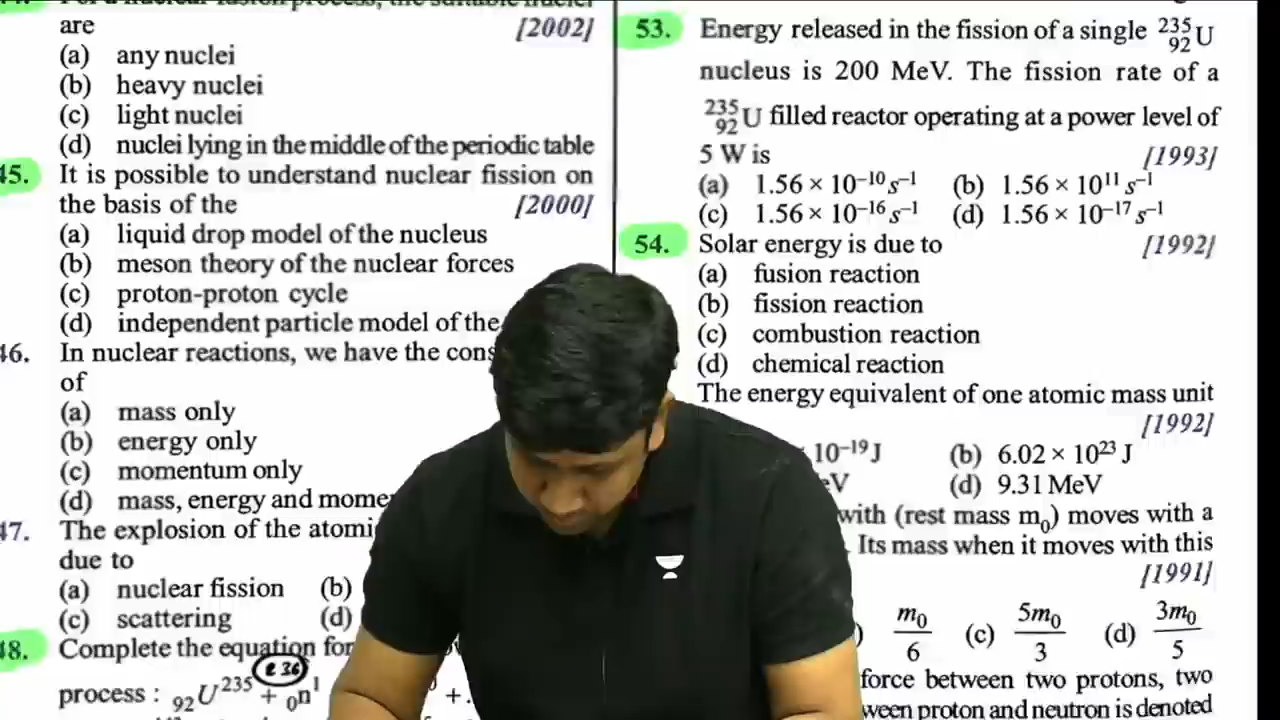 are [2002]
(a) any nuclei
(b) heavy nuclei
(c) light nuclei
(d) nuclei lying in the middle of the periodic table
45. It is possible to understand nuclear fission on
the basis of the [2000]
(a) liquid drop model of the nucleus
(b) meson theory of the nuclear forces
(c) proton-proton cycle
(d) independent particle model of the
46. In nuclear reactions, we have the cons
of
(a) mass only
(b) energy only
(c) momentum only
(d) mass, energy and mome
47. The explosion of the atomi
due to
(a) nuclear fission (b)
(c) scattering (d)
48. Complete the equation for
process : ₉₂U²³⁵ + ₀n¹ + .
236
53. Energy released in the fission of a single ²³⁵₉₂U
nucleus is 200 MeV. The fission rate of a
²³⁵₉₂U filled reactor operating at a power level of
5 W is [1993]
(a) 1.56 × 10⁻¹⁰ s⁻¹ (b) 1.56 × 10¹¹ s⁻¹
(c) 1.56 × 10⁻¹⁶ s⁻¹ (d) 1.56 × 10⁻¹⁷ s⁻¹
54. Solar energy is due to [1992]
(a) fusion reaction
(b) fission reaction
(c) combustion reaction
(d) chemical reaction
The energy equivalent of one atomic mass unit
[1992]
10⁻¹⁹ J (b) 6.02 × 10²³ J
eV (d) 9.31 MeV
with (rest mass m₀) moves with a
. Its mass when it moves with this
[1991]
) m₀/6 (c) 5m₀/3 (d) 3m₀/5
force between two protons, two
ween proton and neutron is denoted